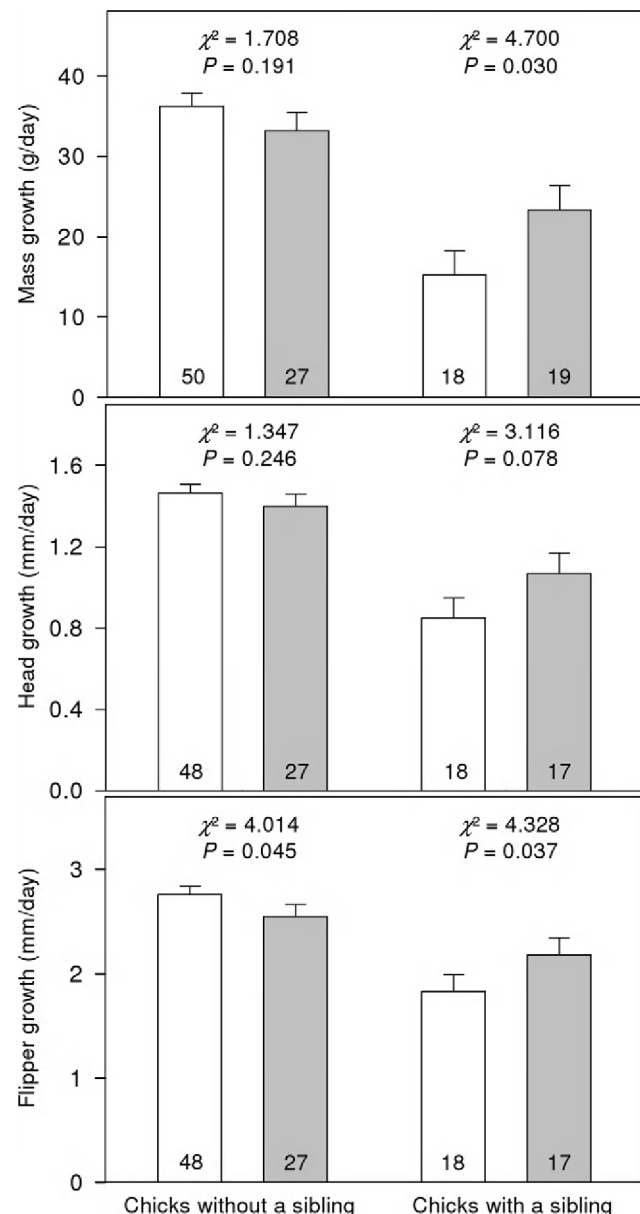 χ² = 1.708 χ² = 4.700
P = 0.191 P = 0.030
40
30
20
10
0
Mass growth (g/day)
50 27 18 19
χ² = 1.347 χ² = 3.116
P = 0.246 P = 0.078
1.6
1.2
0.8
0.4
0.0
Head growth (mm/day)
48 27 18 17
χ² = 4.014 χ² = 4.328
P = 0.045 P = 0.037
3
2
1
0
Flipper growth (mm/day)
48 27 18 17
Chicks without a sibling Chicks with a sibling